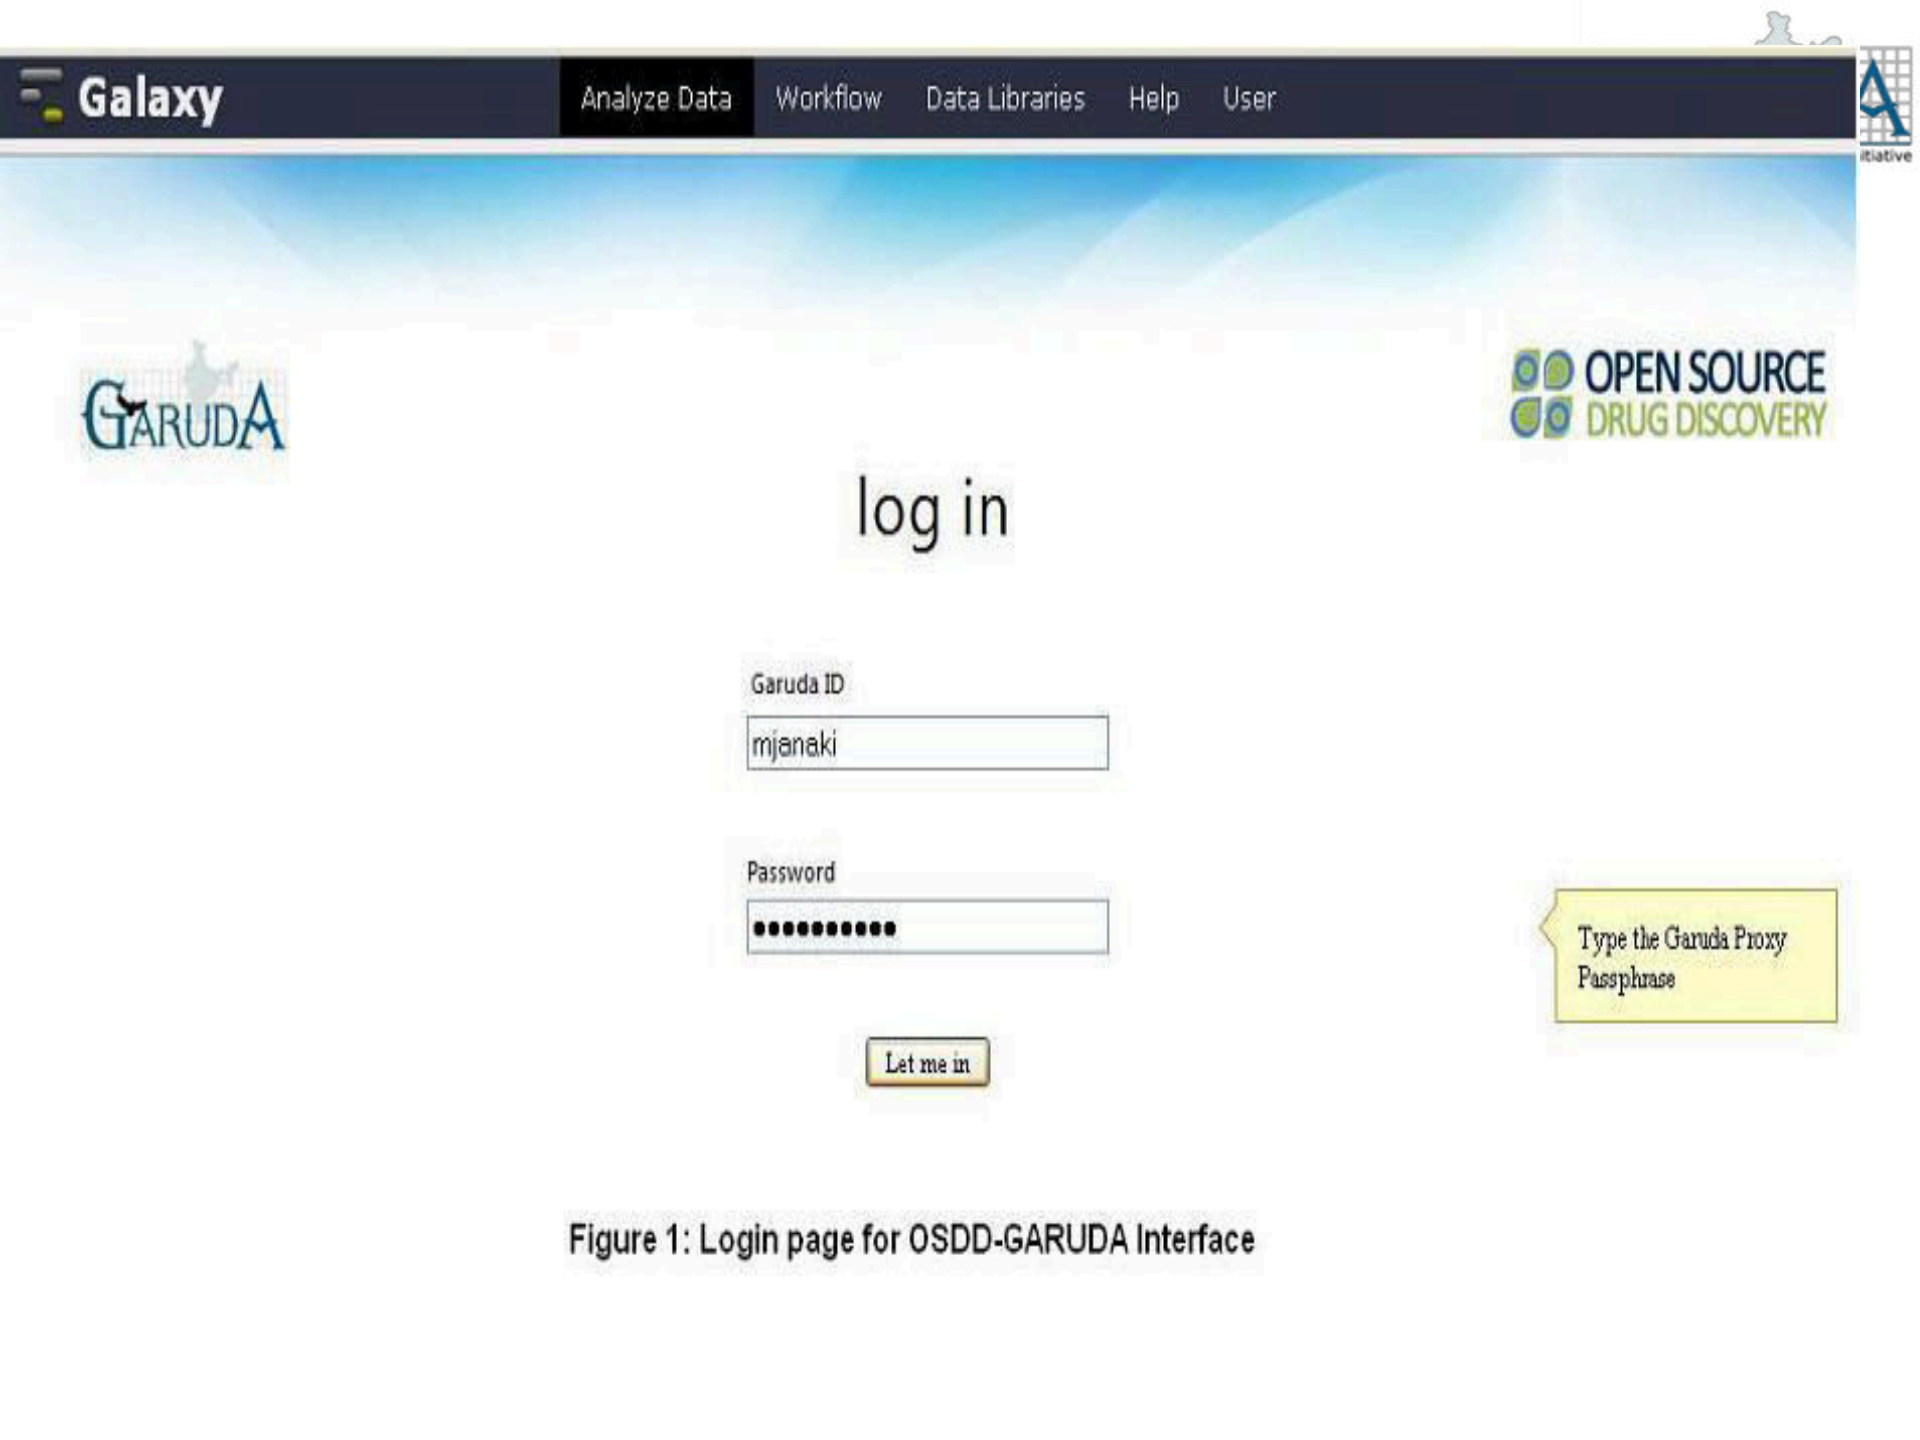 Galaxy
Analyze Data Workflow Data Libraries Help User
A
itiative
GARUDA
OPEN SOURCE
DRUG DISCOVERY
log in
Garuda ID
mjanaki
Password
••••••••••
Type the Garuda Proxy
Passphrase
Let me in
Figure 1: Login page for OSDD-GARUDA Interface